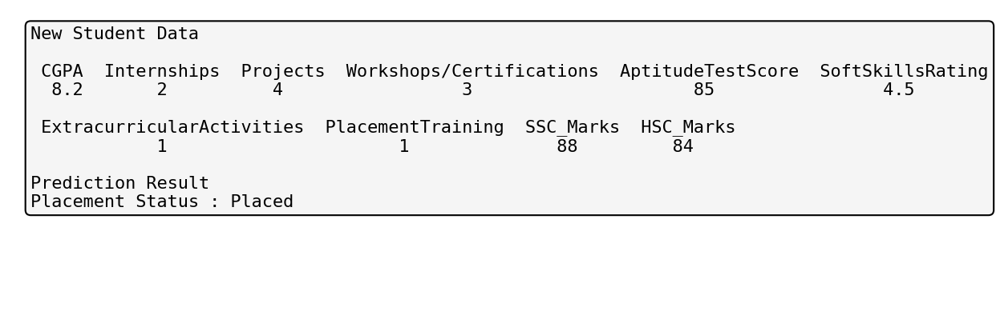 New Student Data
CGPA  Internships  Projects  Workshops/Certifications  AptitudeTestScore  SoftSkillsRating
8.2  2  4  3  85  4.5
ExtracurricularActivities  PlacementTraining  SSC_Marks  HSC_Marks
1  1  88  84
Prediction Result
Placement Status : Placed